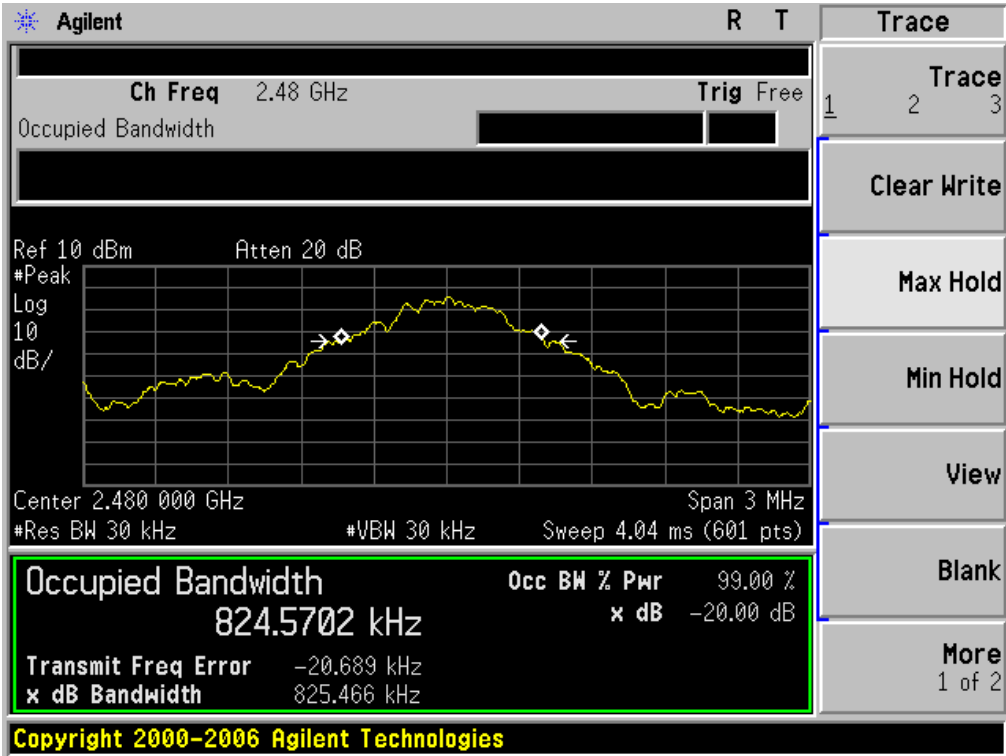 Agilent R T Trace
Ch Freq 2.48 GHz Trig Free
Occupied Bandwidth
Trace
1 2 3
Clear Write
Max Hold
Min Hold
View
Blank
More
1 of 2
Ref 10 dBm Atten 20 dB
#Peak
Log
10
dB/
Center 2.480 000 GHz Span 3 MHz
#Res BW 30 kHz #VBW 30 kHz Sweep 4.04 ms (601 pts)
Occupied Bandwidth Occ BW % Pwr 99.00 %
824.5702 kHz x dB -20.00 dB
Transmit Freq Error -20.689 kHz
x dB Bandwidth 825.466 kHz
Copyright 2000-2006 Agilent Technologies